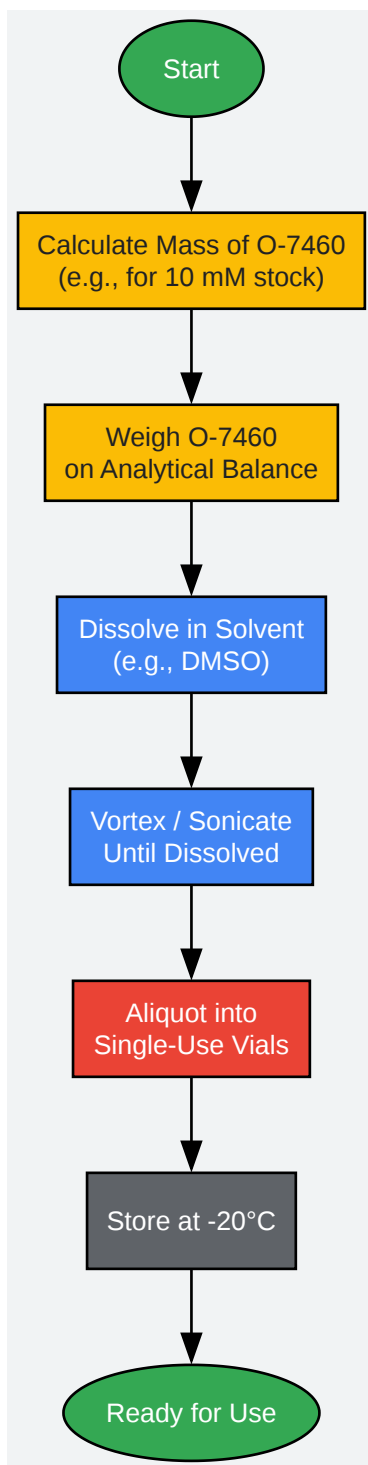 Start
Calculate Mass of O-7460
(e.g., for 10 mM stock)
Weigh O-7460
on Analytical Balance
Dissolve in Solvent
(e.g., DMSO)
Vortex / Sonicate
Until Dissolved
Aliquot into
Single-Use Vials
Store at -20°C
Ready for Use